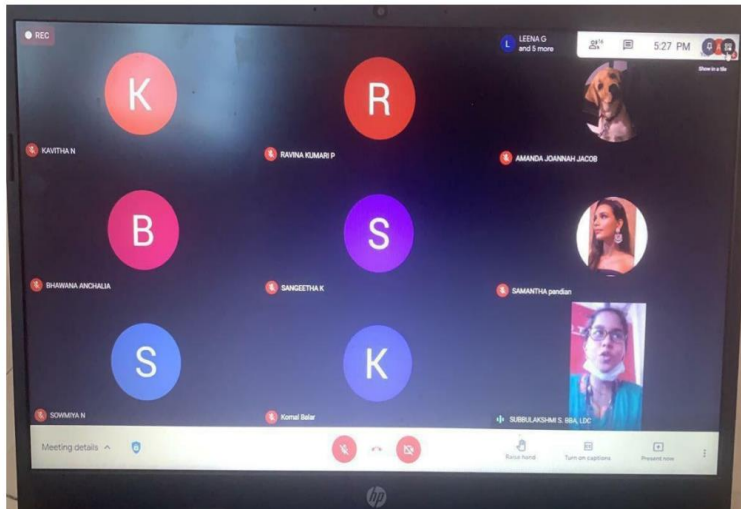 REC
LEENA G
and 5 more
16
5:27 PM
Show in a tile
K
R
KAVITHA N
RAVINA KUMARI P
AMANDA JOANNAH JACOB
B
S
BHAWANA ANCHALIA
SANGEETHA K
SAMANTHA pandian
S
K
SOWMIYA N
Komal Balar
SUBBULAKSHMI S. BBA, LDC
Meeting details
Raise hand
Turn on captions
Present now
hp